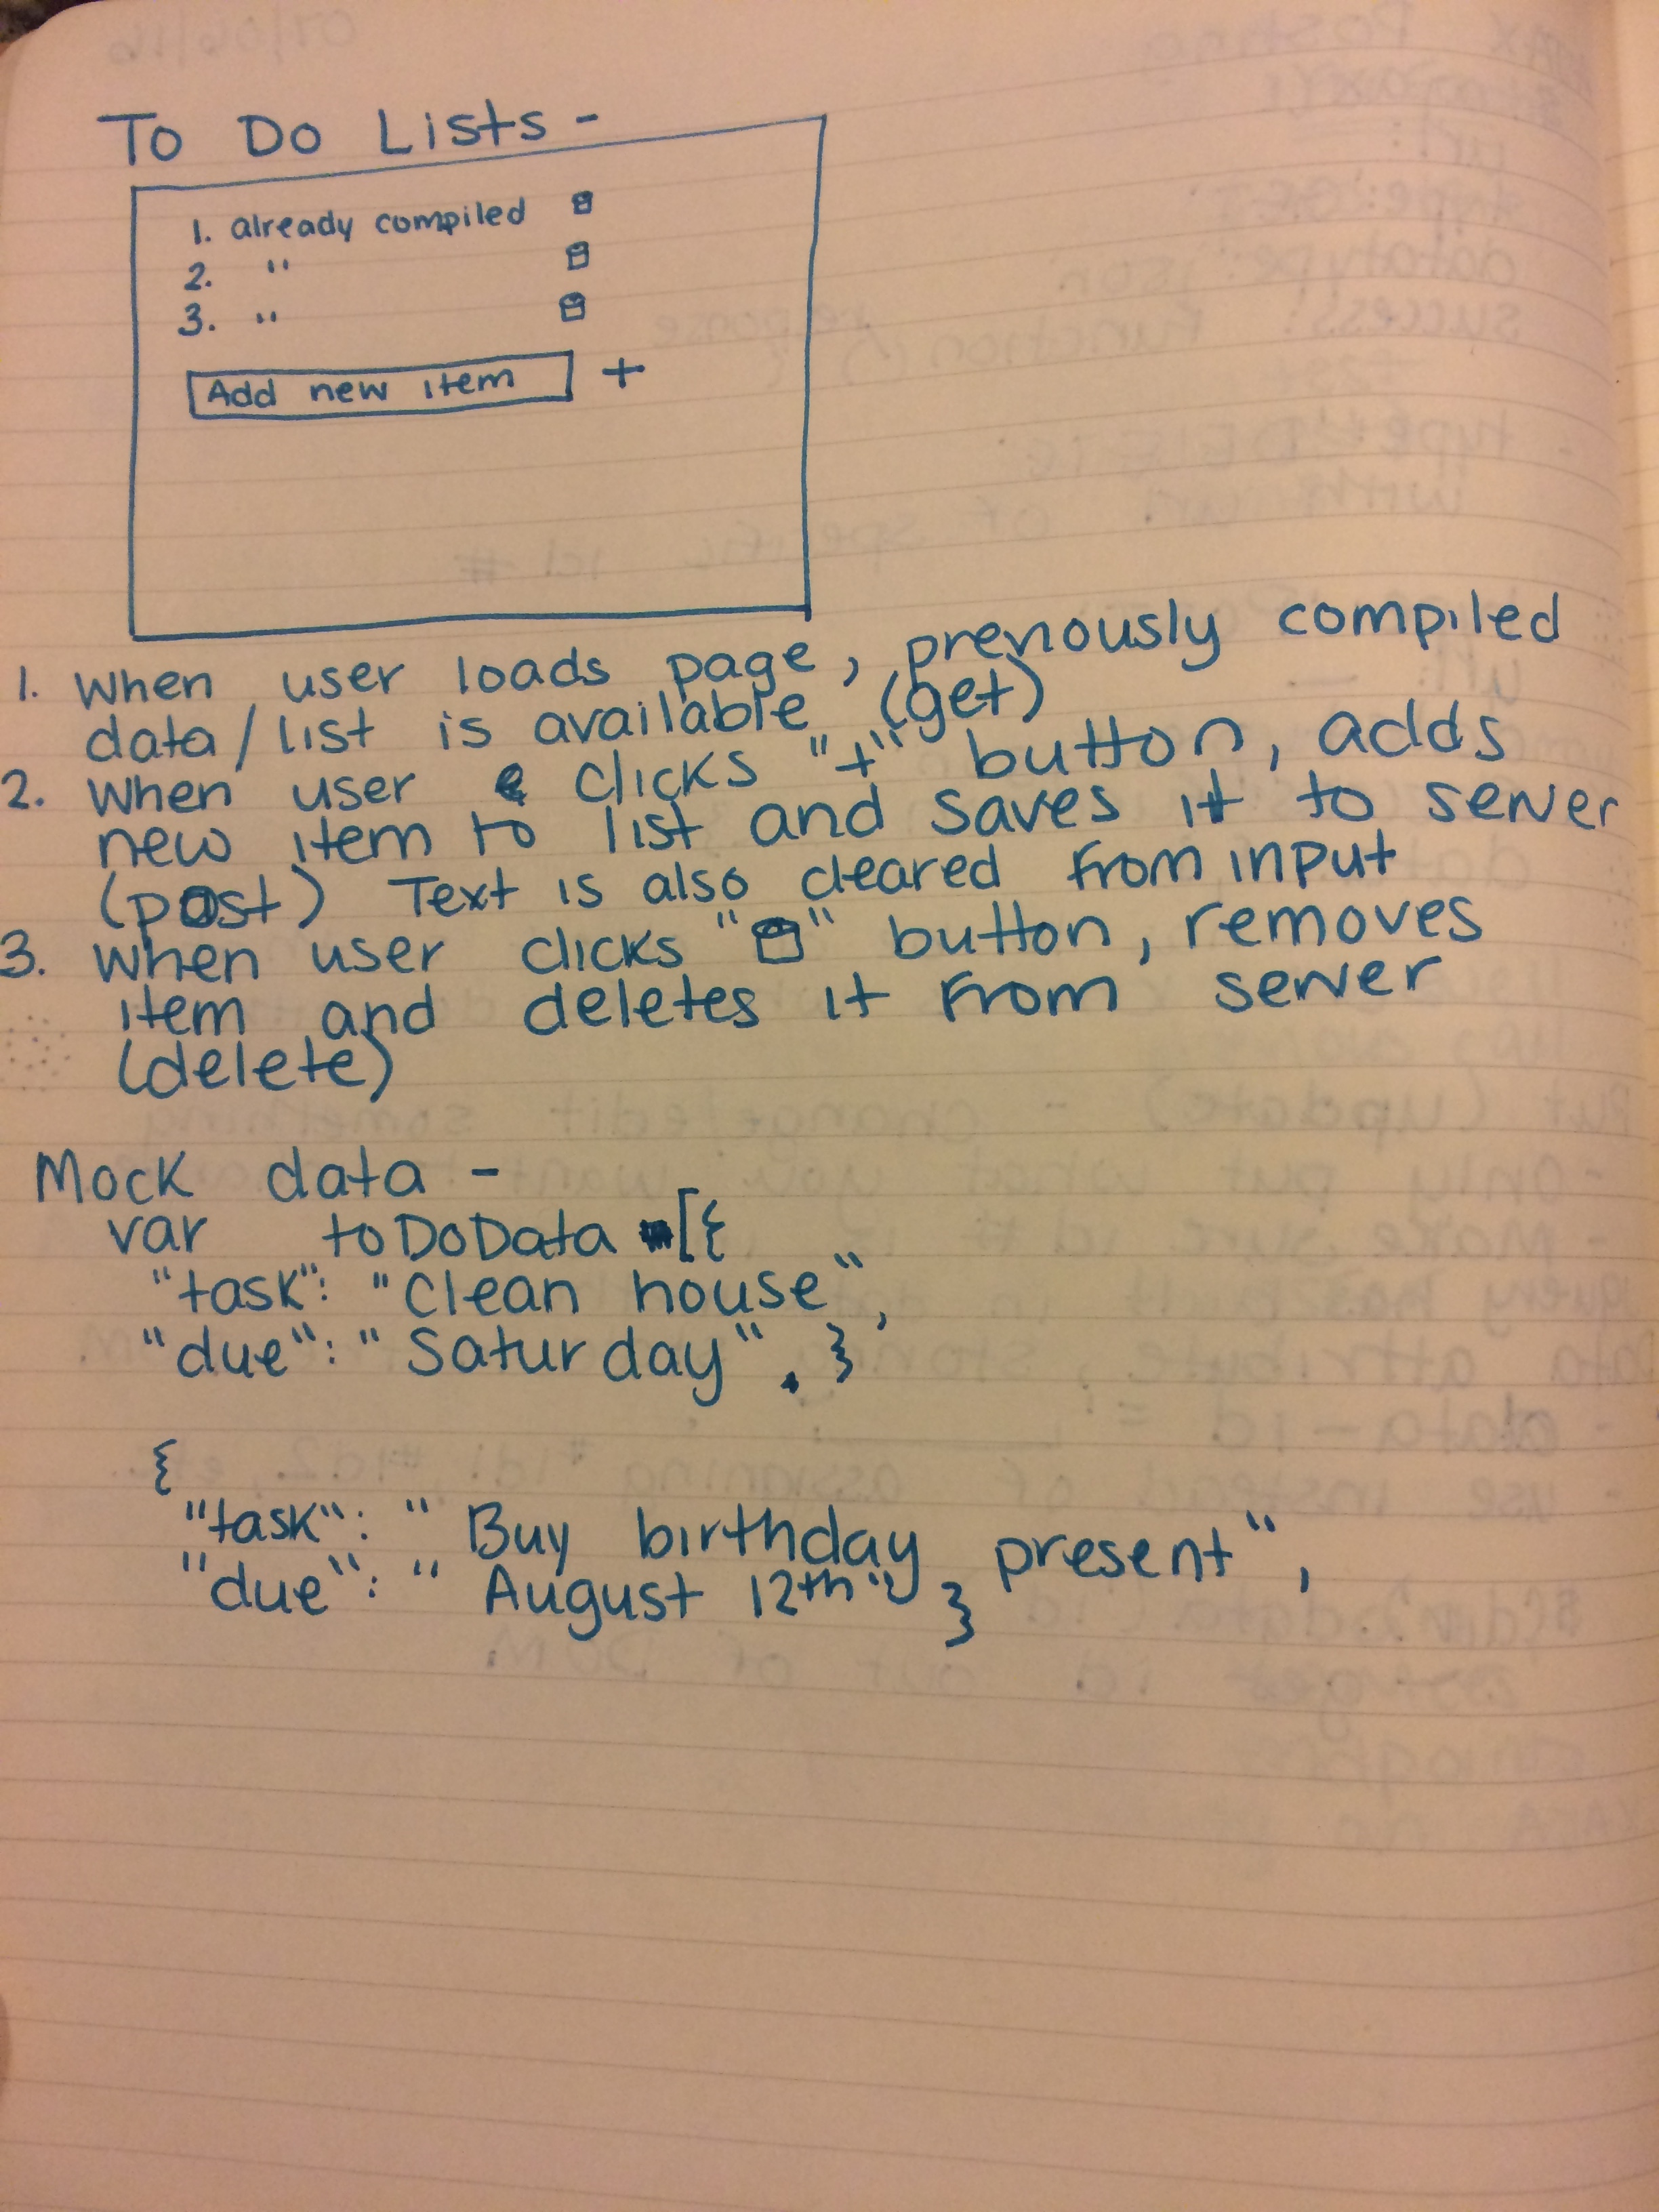 To Do Lists -
1. already compiled
2. "
3. "
Add new item +
1. When user loads page, previously compiled
data/list is available (get)
2. When user clicks "+" button, adds
new item to list and saves it to server
(post) Text is also cleared from input
3. When user clicks "" button, removes
item and deletes it from server
(delete)
Mock data -
var toDoData =[{
"task": "Clean house",
"due": "Saturday". }
{
"task": "Buy birthday present",
"due": "August 12th" }